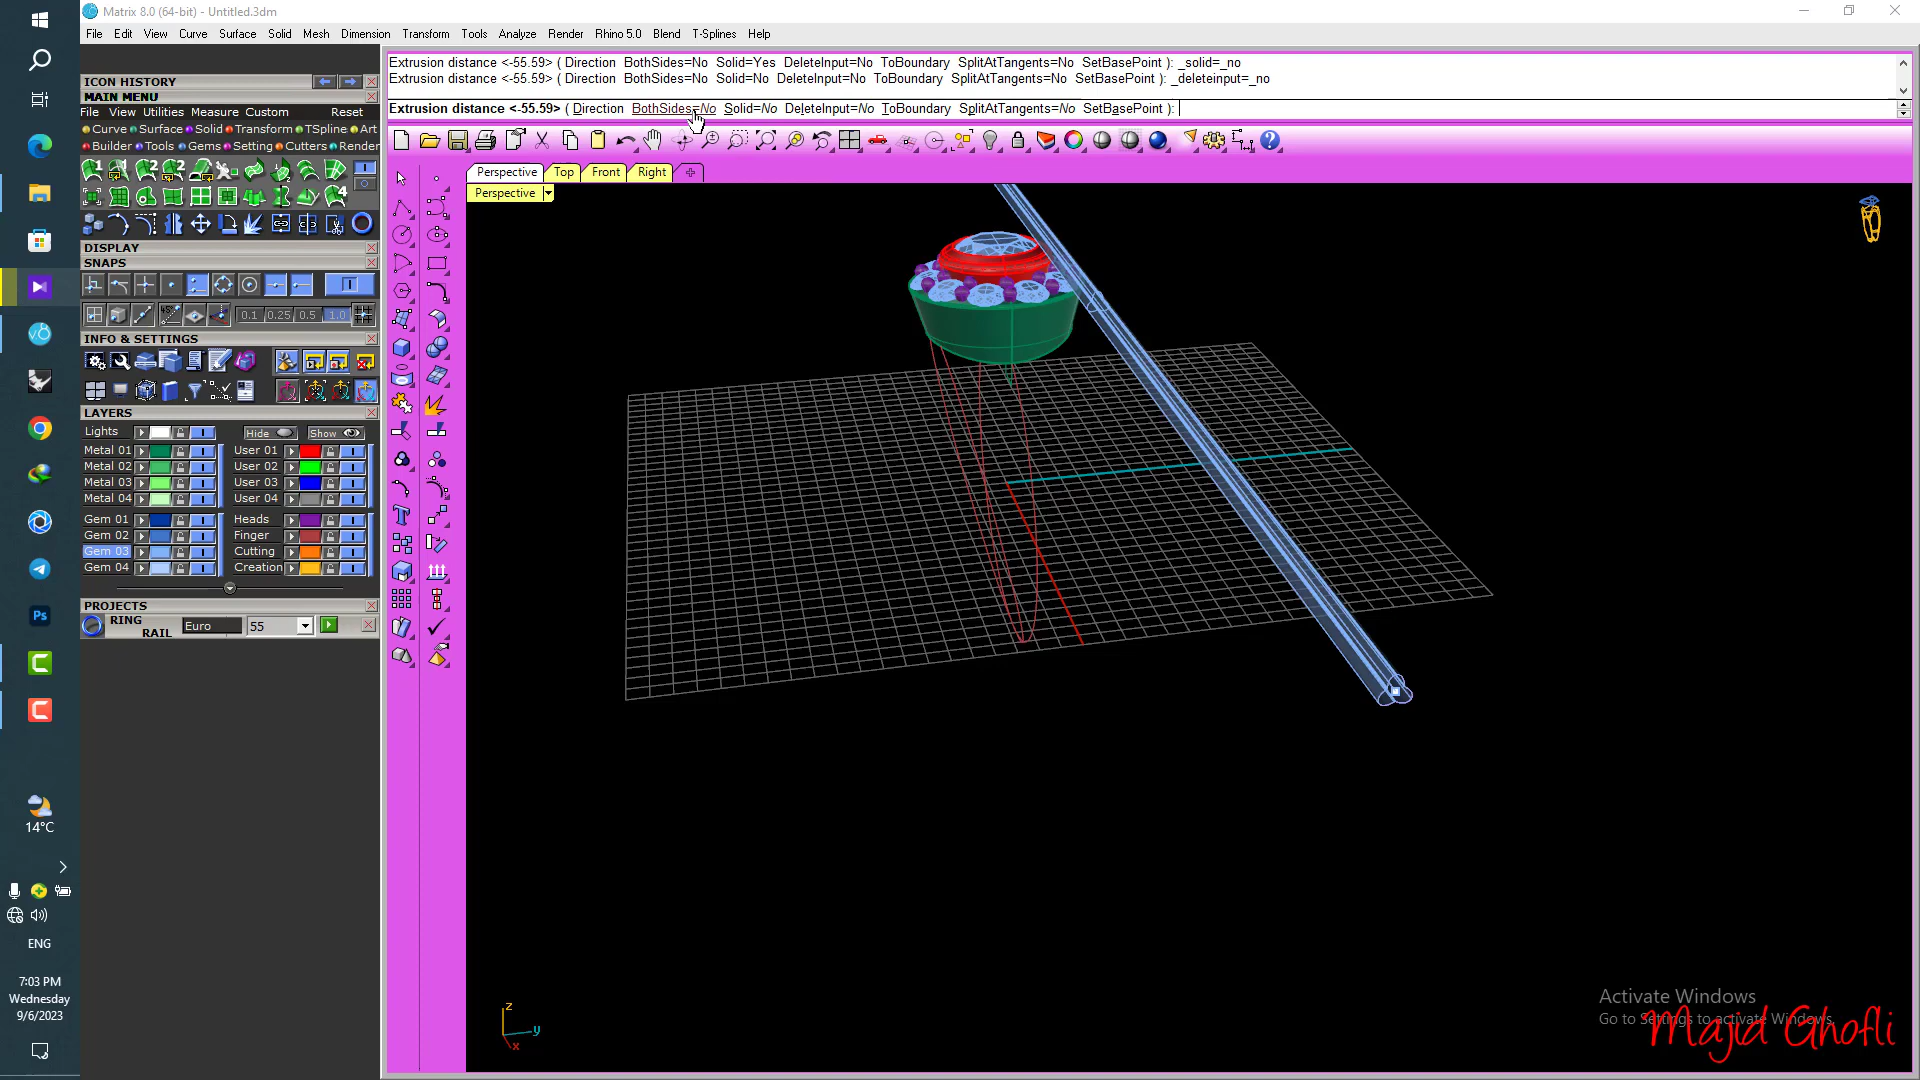 Matrix 8.0 (64-bit) - Untitled.3dm
File Edit View Curve Surface Solid Mesh Dimension Transform Tools Analyze Render Rhino 5.0 Blend T-Splines Help
Extrusion distance <-55.59> ( Direction BothSides=No Solid=Yes DeleteInput=No ToBoundary SplitAtTangents=No SetBasePoint ): _solid=_no
Extrusion distance <-55.59> ( Direction BothSides=No Solid=No DeleteInput=No ToBoundary SplitAtTangents=No SetBasePoint ): _deleteinput=_no
Extrusion distance <-55.59> ( Direction BothSides=No Solid=No DeleteInput=No ToBoundary SplitAtTangents=No SetBasePoint ):
ICON HISTORY
MAIN MENU
File View Utilities Measure Custom Reset
Curve Surface Solid Transform TSpline Art
Builder Tools Gems Setting Cutters Render
DISPLAY
SNAPS
0.1 0.25 0.5 1.0
INFO & SETTINGS
LAYERS
Lights Hide Show
Metal 01 User 01
Metal 02 User 02
Metal 03 User 03
Metal 04 User 04
Gem 01 Heads
Gem 02 Finger
Gem 03 Cutting
Gem 04 Creation
PROJECTS
RING RAIL Euro 55
Perspective Top Front Right
Perspective
z
y
x
14°C
ENG
7:03 PM
Wednesday
9/6/2023
Activate Windows
Go to Settings to activate Windows.
Majid Ghofli